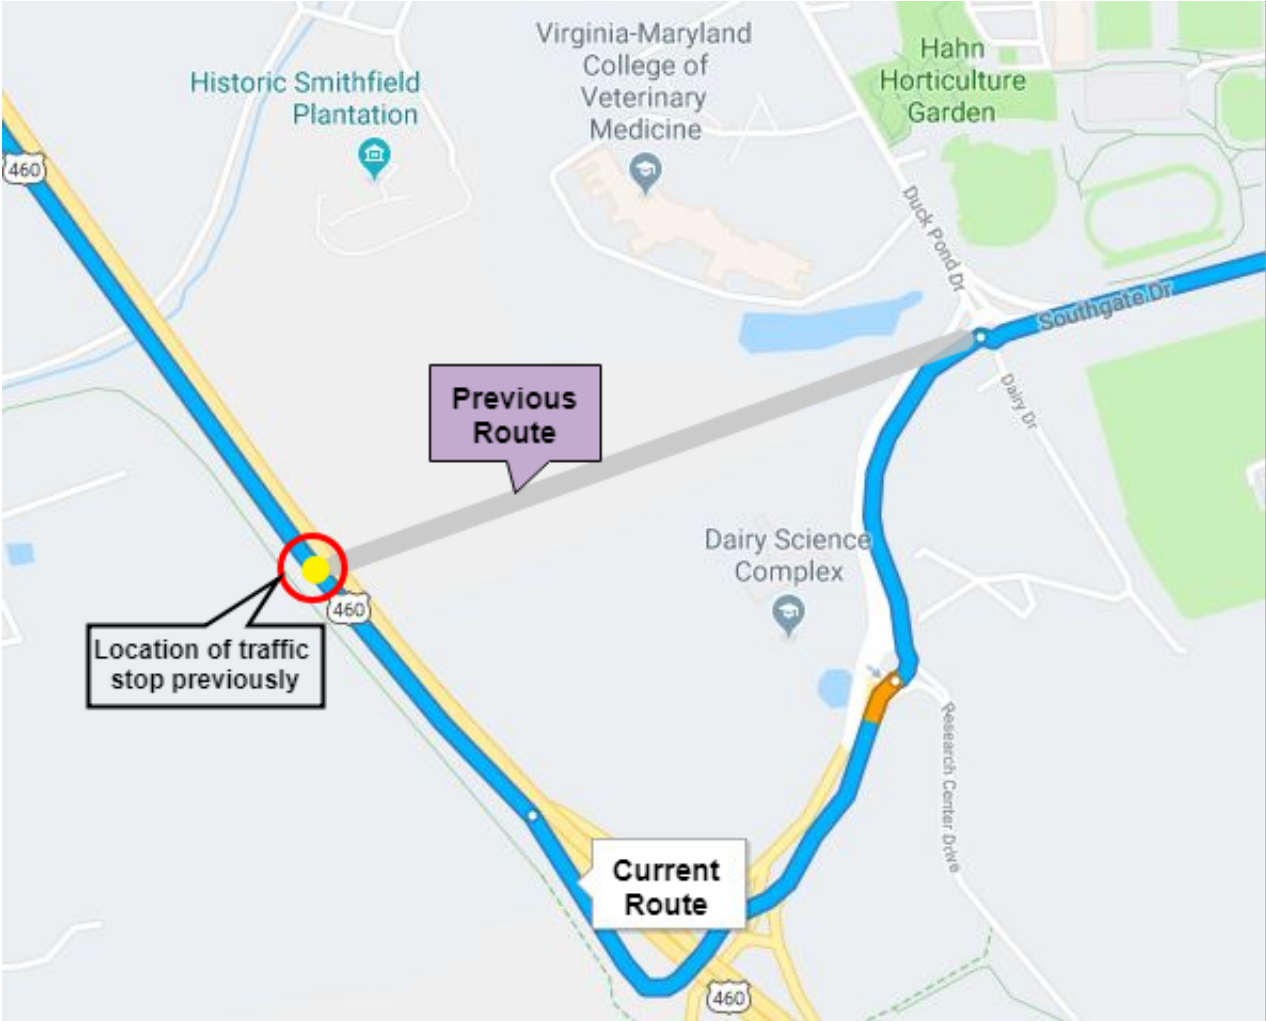 Virginia-Maryland
College of
Veterinary
Medicine
Hahn
Horticulture
Garden
Historic Smithfield
Plantation
460
Duck Pond Dr
Southgate Dr
Previous
Route
Dairy Dr
Dairy Science
Complex
460
Location of traffic
stop previously
Research Center Drive
Current
Route
460